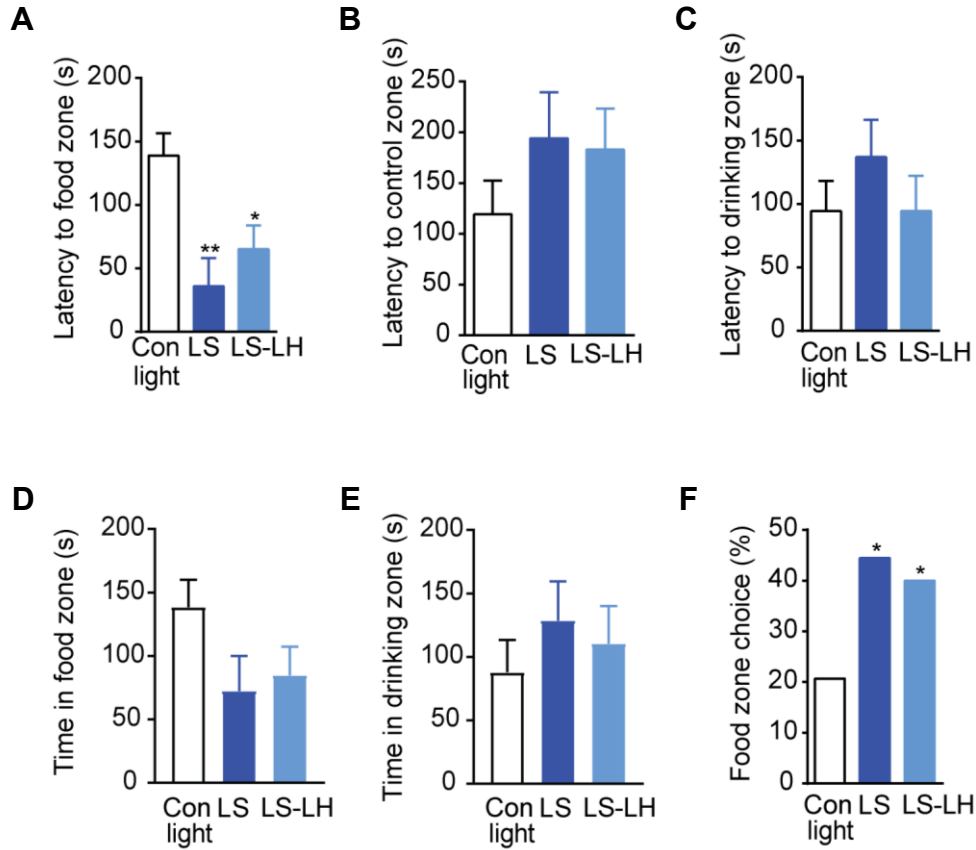 A
Latency to food zone (s)
200
150
100
50
0
**
*
Con LS LS-LH
light
B
Latency to control zone (s)
250
200
150
100
50
0
Con LS LS-LH
light
C
Latency to drinking zone (s)
200
150
100
50
0
Con LS LS-LH
light
D
Time in food zone (s)
200
150
100
50
0
Con LS LS-LH
light
E
Time in drinking zone (s)
200
150
100
50
0
Con LS LS-LH
light
F
Food zone choice (%)
50
40
30
20
10
0
*
*
Con LS LS-LH
light